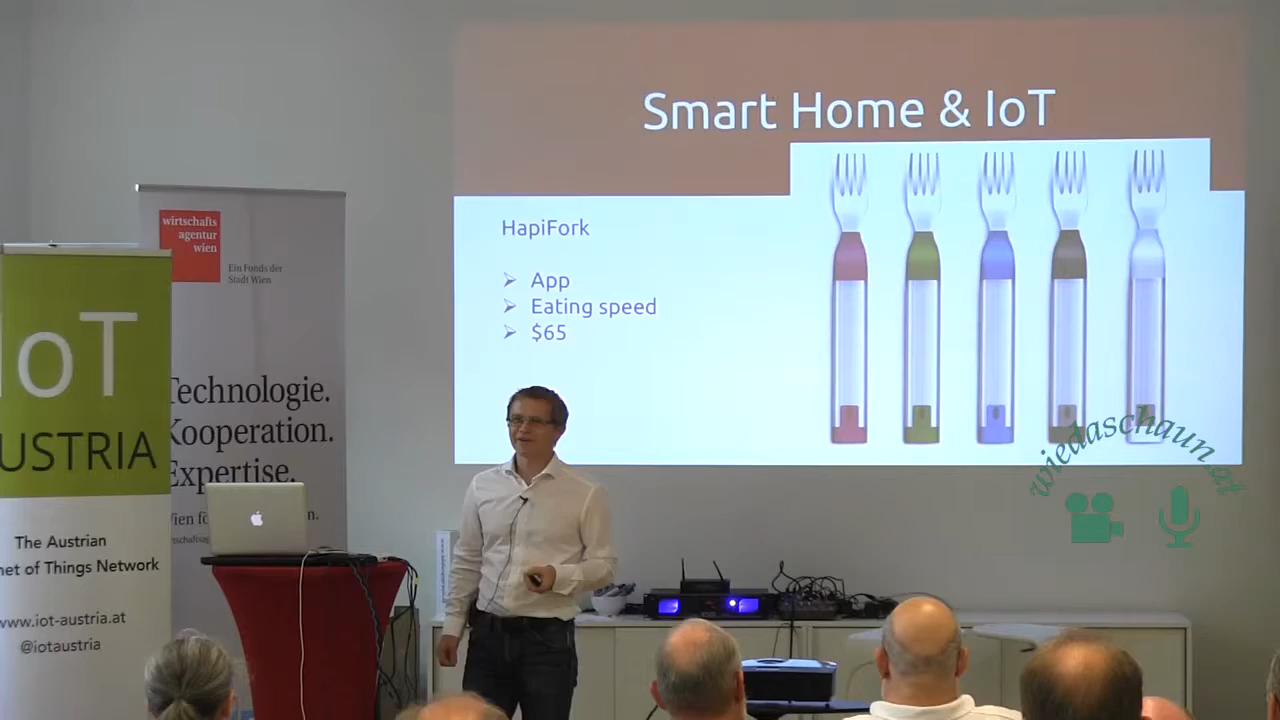 Smart Home & IoT
HapiFork
App
Eating speed
$65
wirtschafts
agentur
wien
Ein Fonds der
Stadt Wien
Technologie.
Kooperation.
Expertise.
IoT
AUSTRIA
The Austrian
net of Things Network
www.iot-austria.at
@iotaustria
wiedaschaun.at